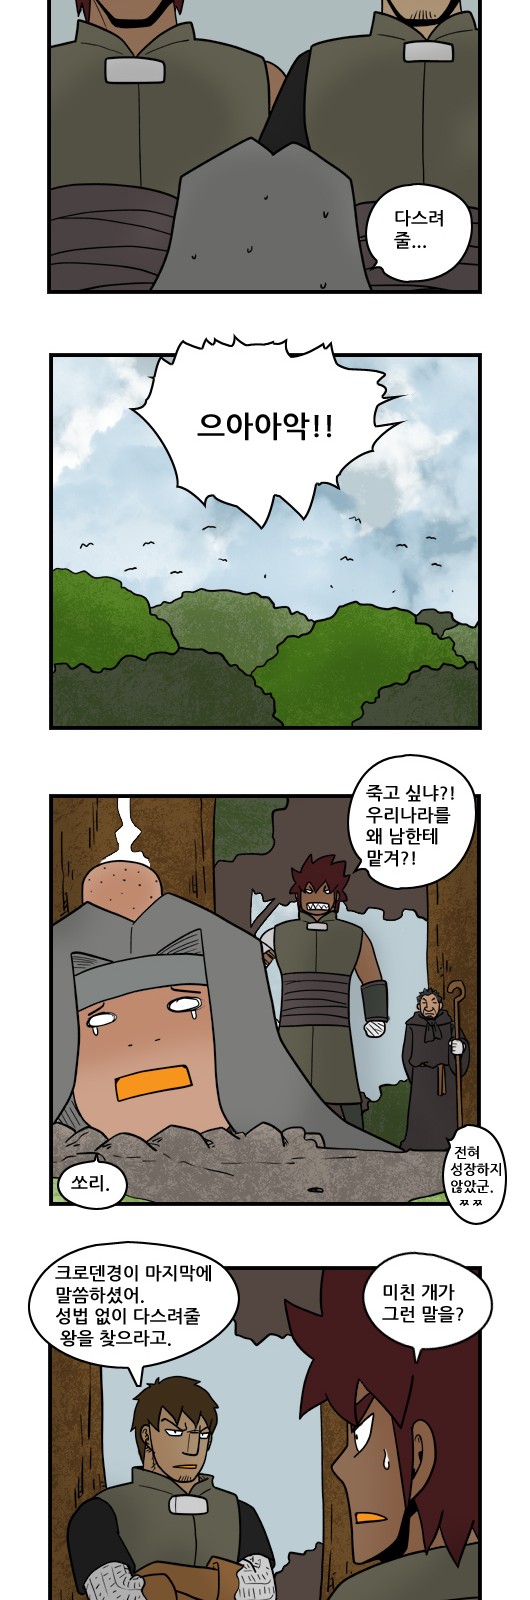 다스려
줄...
으아아악!!
죽고 싶냐?!
우리나라를
왜 남한테
맡겨?!
쏘리.
전혀
성장하지
않았군.
ㅉㅉ
크로덴경이 마지막에
말씀하셨어.
성법 없이 다스려줄
왕을 찾으라고.
미친 개가
그런 말을?